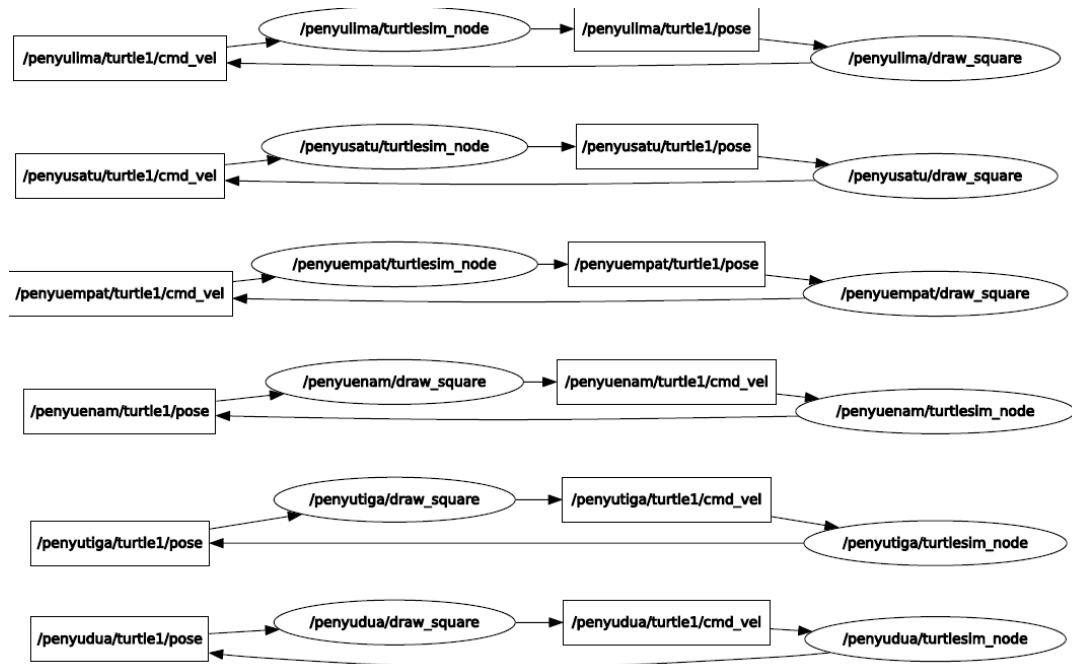 /penyulima/turtle1/cmd_vel
/penyulima/turtlesim_node
/penyulima/turtle1/pose
/penyulima/draw_square
/penyusatu/turtle1/cmd_vel
/penyusatu/turtlesim_node
/penyusatu/turtle1/pose
/penyusatu/draw_square
/penyuempat/turtle1/cmd_vel
/penyuempat/turtlesim_node
/penyuempat/turtle1/pose
/penyuempat/draw_square
/penyuenam/turtle1/pose
/penyuenam/draw_square
/penyuenam/turtle1/cmd_vel
/penyuenam/turtlesim_node
/penyutiga/turtle1/pose
/penyutiga/draw_square
/penyutiga/turtle1/cmd_vel
/penyutiga/turtlesim_node
/penyudua/turtle1/pose
/penyudua/draw_square
/penyudua/turtle1/cmd_vel
/penyudua/turtlesim_node